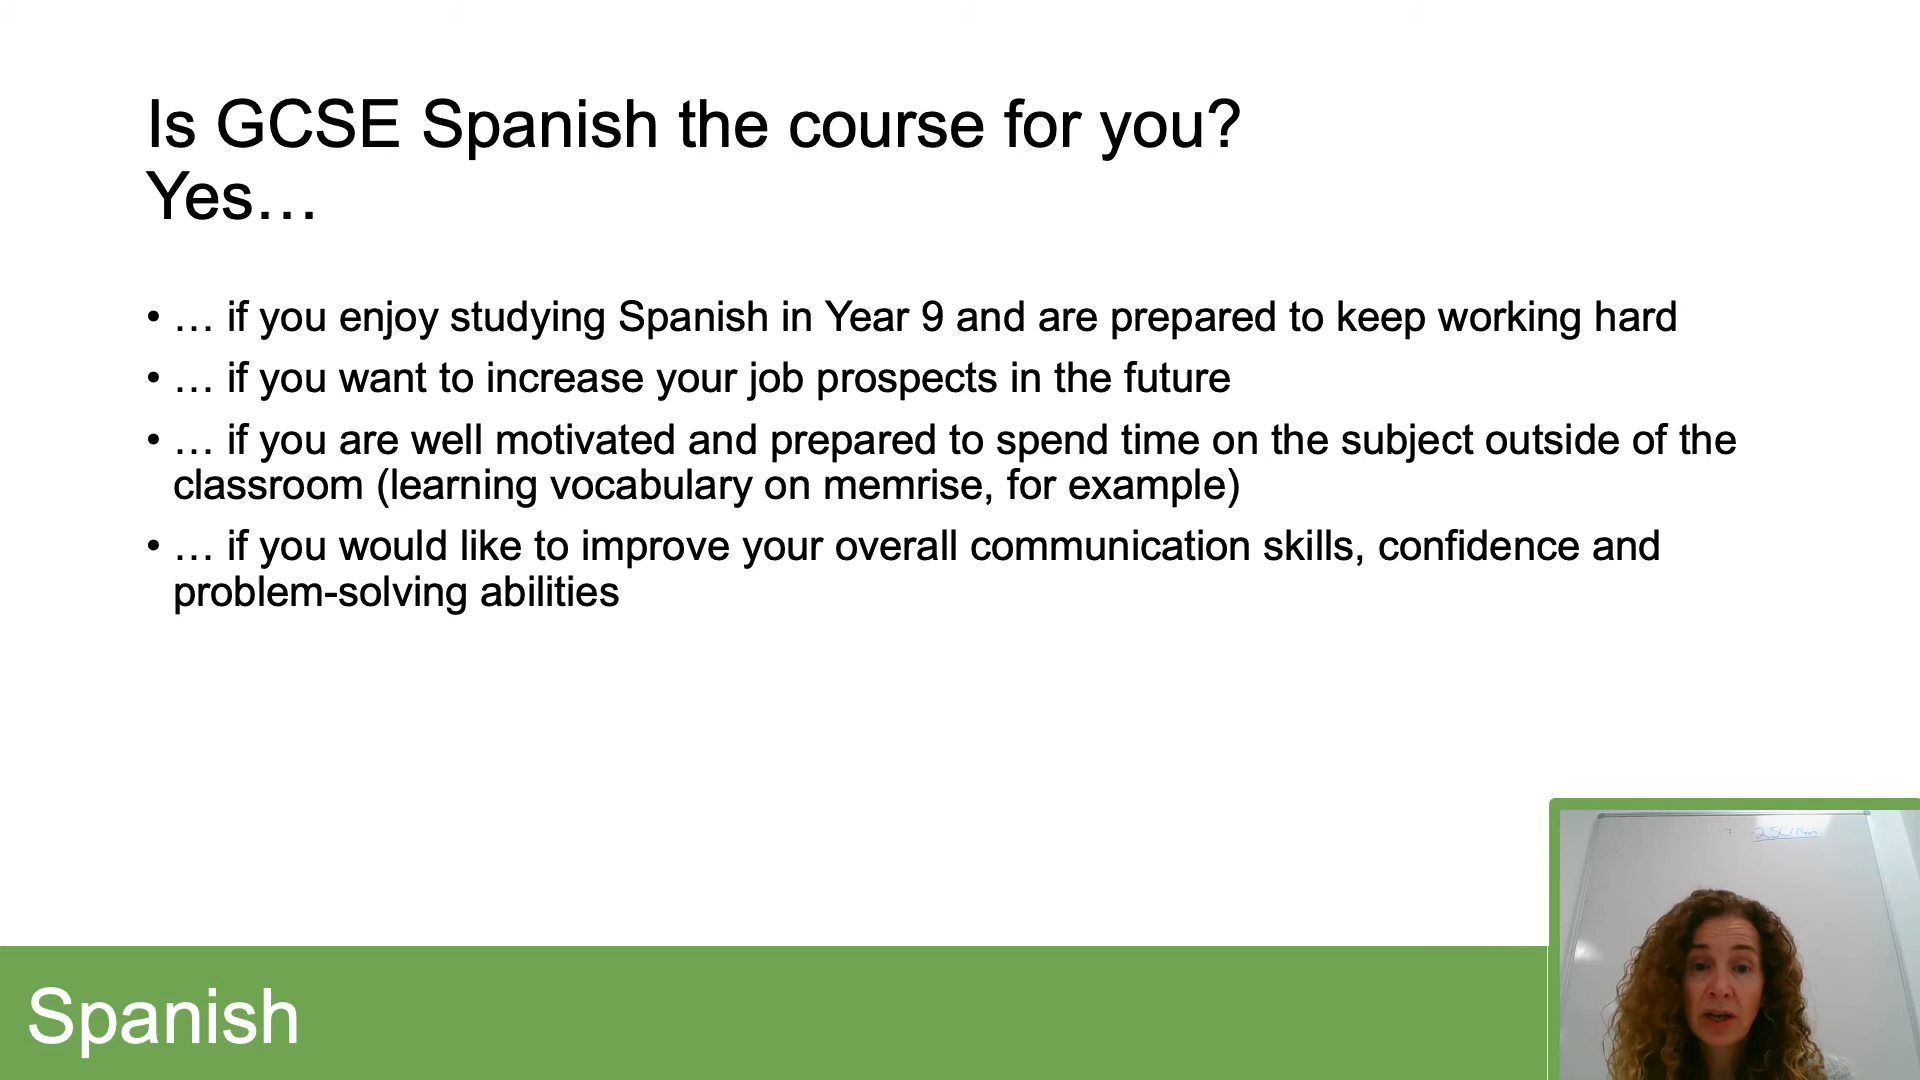 Is GCSE Spanish the course for you?
Yes…
• … if you enjoy studying Spanish in Year 9 and are prepared to keep working hard
• … if you want to increase your job prospects in the future
• … if you are well motivated and prepared to spend time on the subject outside of the
classroom (learning vocabulary on memrise, for example)
• … if you would like to improve your overall communication skills, confidence and
problem-solving abilities
Spanish